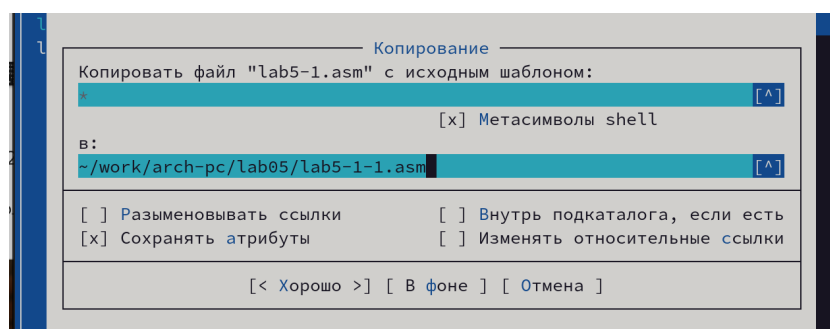 l
l
Копирование
Копировать файл "lab5-1.asm" с исходным шаблоном:
* [^]
[x] Метасимволы shell
в:
~/work/arch-pc/lab05/lab5-1-1.asm [^]
[ ] Разыменовывать ссылки [ ] Внутрь подкаталога, если есть
[x] Сохранять атрибуты [ ] Изменять относительные ссылки
[< Хорошо >] [ В фоне ] [ Отмена ]